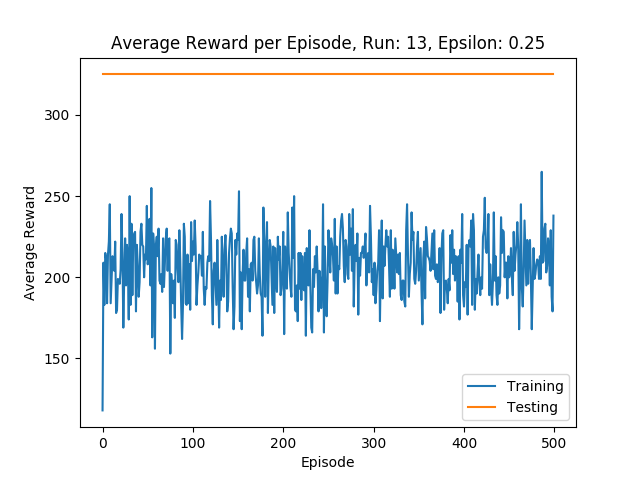 Average Reward per Episode, Run: 13, Epsilon: 0.25
300
250
200
150
Average Reward
0 100 200 300 400 500
Episode
Training
Testing